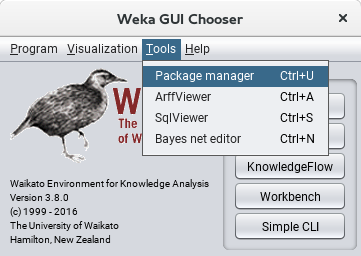 Weka GUI Chooser
Program Visualization Tools Help
Package manager Ctrl+U
ArffViewer Ctrl+A
SqlViewer Ctrl+S
Bayes net editor Ctrl+N
W
The
of W
KnowledgeFlow
Workbench
Simple CLI
Waikato Environment for Knowledge Analysis
Version 3.8.0
(c) 1999 - 2016
The University of Waikato
Hamilton, New Zealand